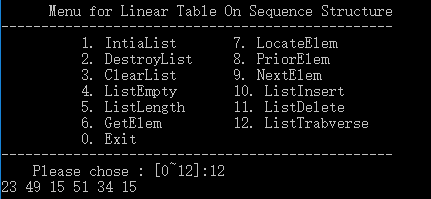 Menu for Linear Table On Sequence Structure
-------------------------------------------------
1. IntiaList 7. LocateElem
2. DestroyList 8. PriorElem
3. ClearList 9. NextElem
4. ListEmpty 10. ListInsert
5. ListLength 11. ListDelete
6. GetElem 12. ListTrabverse
0. Exit
-------------------------------------------------
Please chose : [0~12]:12
23 49 15 51 34 15